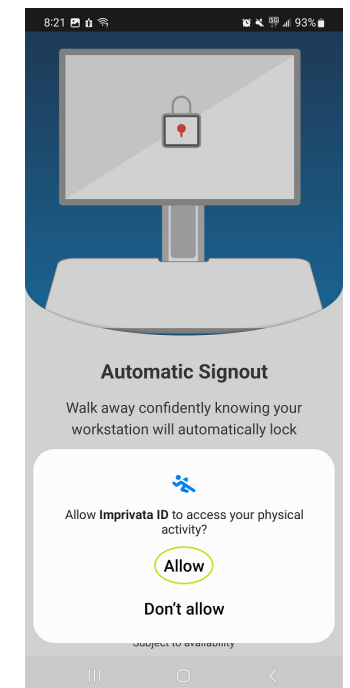 8:21 93%
Automatic Signout
Walk away confidently knowing your
workstation will automatically lock
Allow Imprivata ID to access your physical
activity?
Allow
Don't allow
Subject to availability